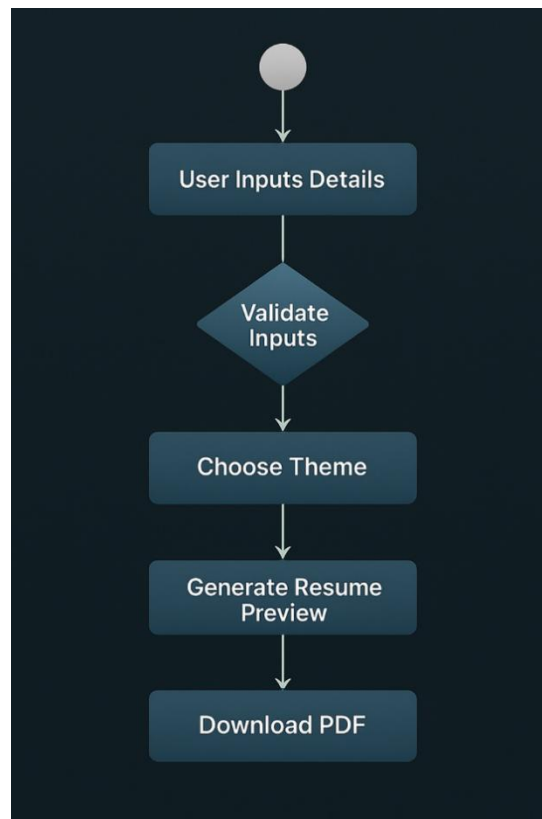 User Inputs Details
Validate
Inputs
Choose Theme
Generate Resume
Preview
Download PDF